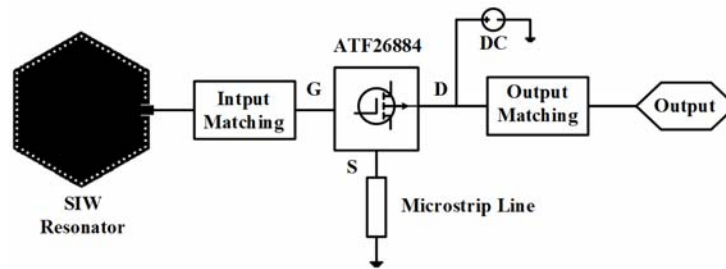 ATF26884
DC
G
D
Intput
Matching
Output
Matching
Output
S
SIW
Resonator
Microstrip Line